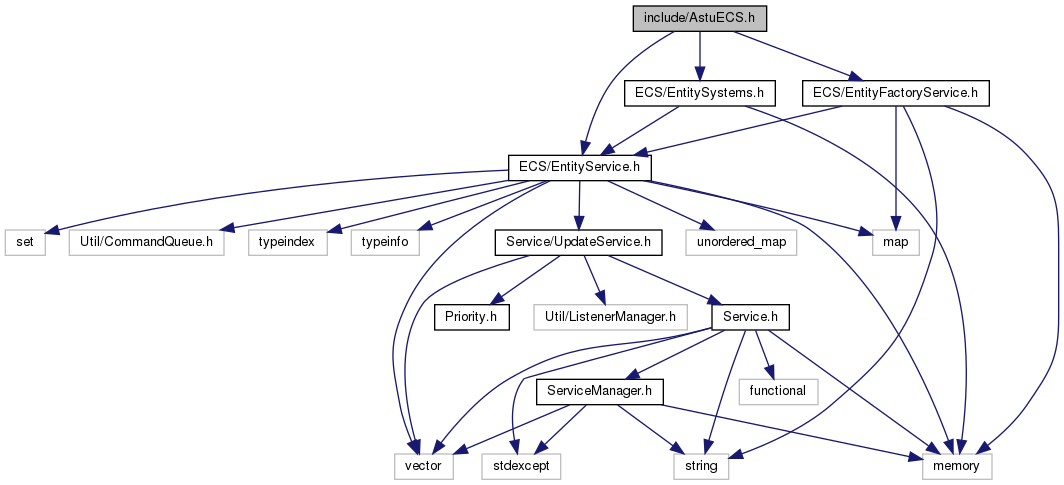 include/AstuECS.h
ECS/EntitySystems.h
ECS/EntityFactoryService.h
ECS/EntityService.h
set
Util/CommandQueue.h
typeindex
typeinfo
Service/UpdateService.h
unordered_map
map
Priority.h
Util/ListenerManager.h
Service.h
ServiceManager.h
functional
vector
stdexcept
string
memory